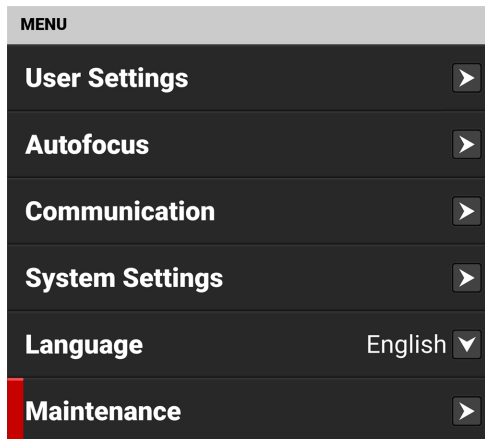 MENU
User Settings
Autofocus
Communication
System Settings
Language English
Maintenance